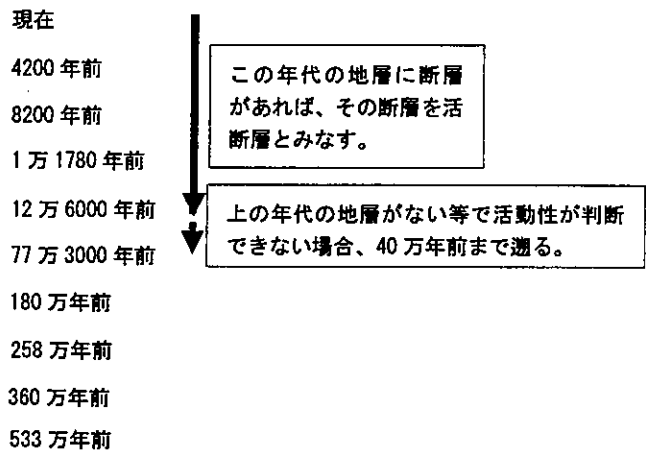 現在
4200 年前
8200 年前
1 万 1780 年前
12 万 6000 年前
77 万 3000 年前
180 万年前
258 万年前
360 万年前
533 万年前
この年代の地層に断層
があれば、その断層を活
断層とみなす。
上の年代の地層がない等で活動性が判断
できない場合、40 万年前まで遡る。